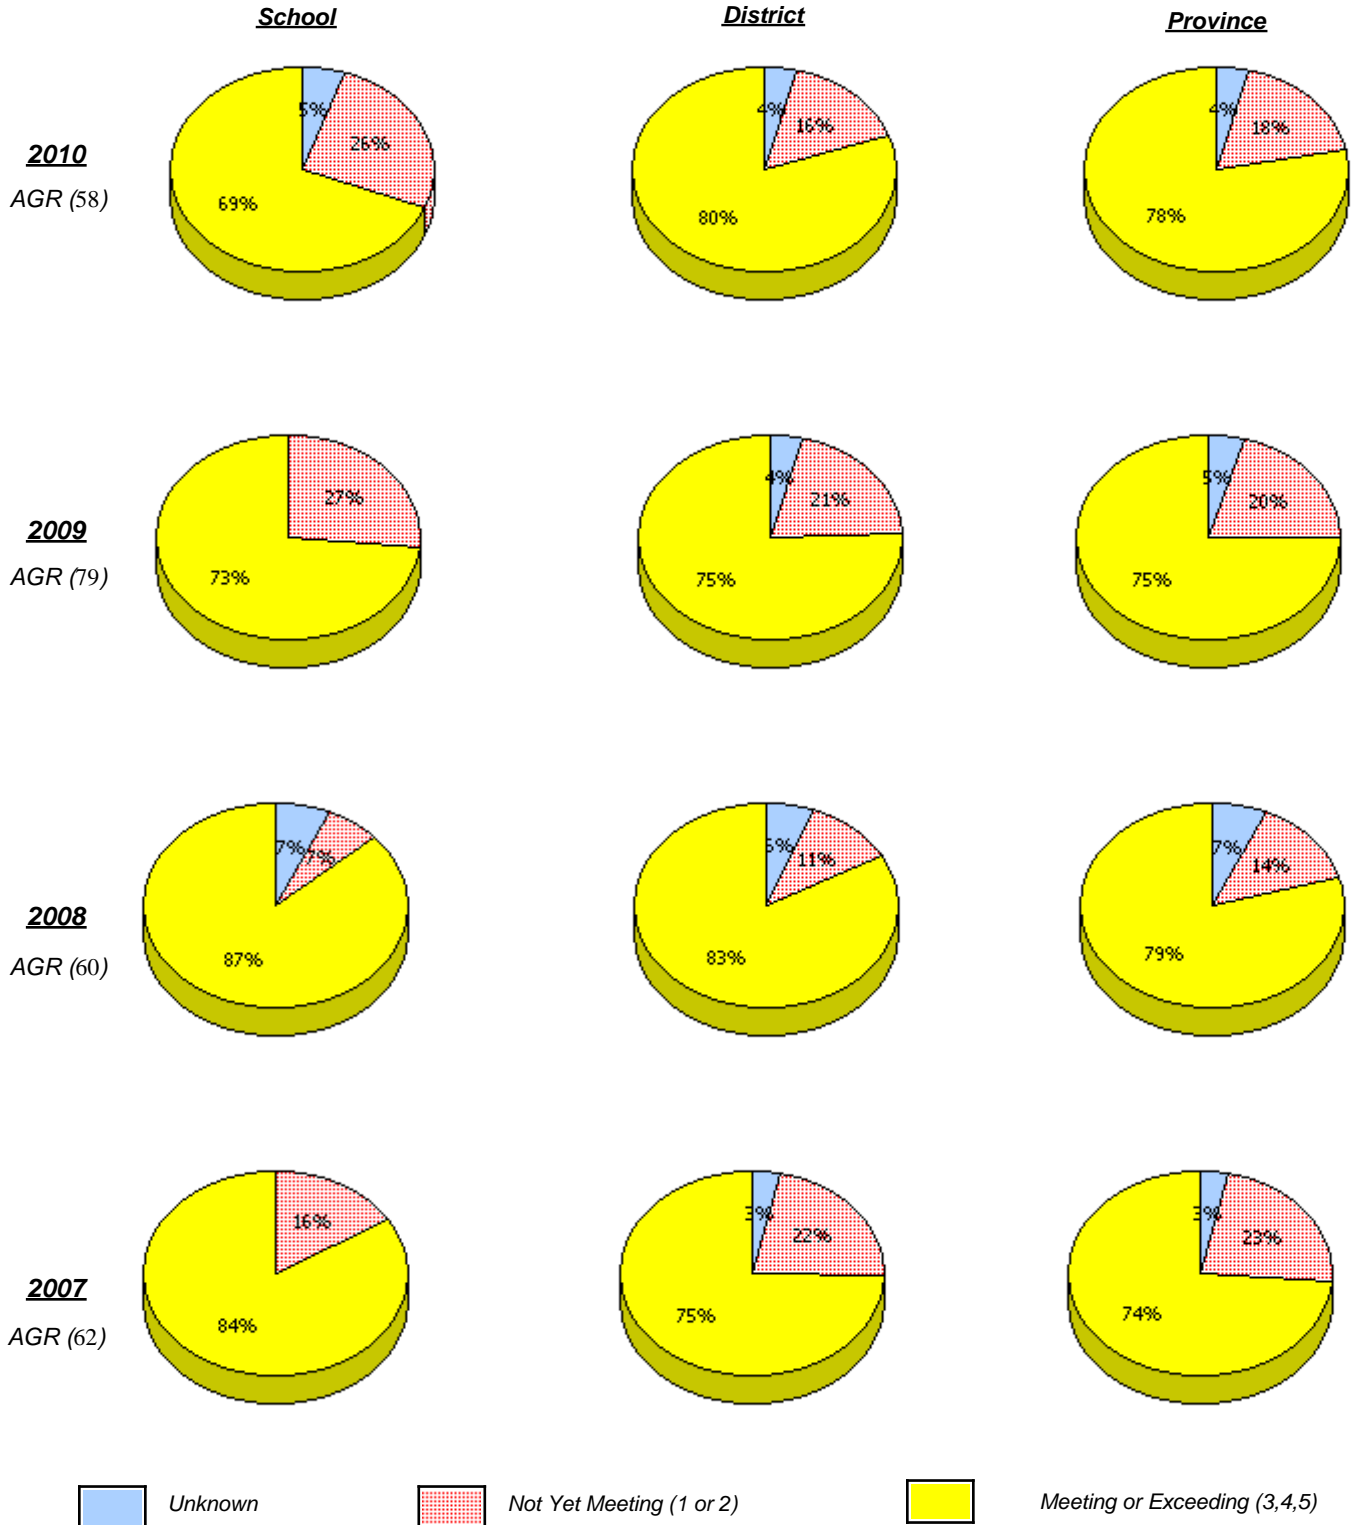 School District Province
5% 26% 69%
4% 16% 80%
4% 18% 78%
2010
AGR (58)
27% 73%
4% 21% 75%
5% 20% 75%
2009
AGR (79)
7% 7% 87%
11% 83%
7% 14% 79%
2008
AGR (60)
16% 84%
3% 22% 75%
3% 23% 74%
2007
AGR (62)
Unknown Not Yet Meeting (1 or 2) Meeting or Exceeding (3,4,5)